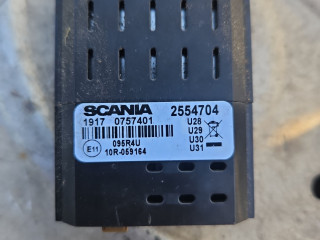 SCANIA 2554704
1917 0757401 U28
U29
095R4U U30
E11 10R-059164 U31